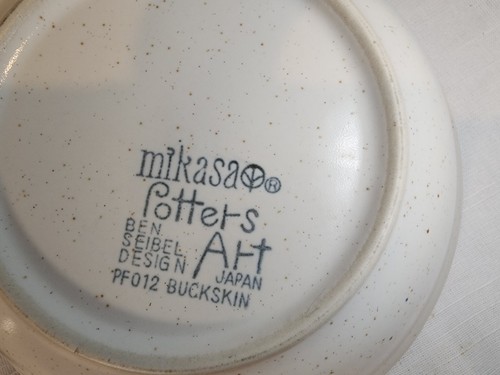 mikasa ®
Potters
Art
BEN
SEIBEL
DESIGN
JAPAN
PF012 BUCKSKIN